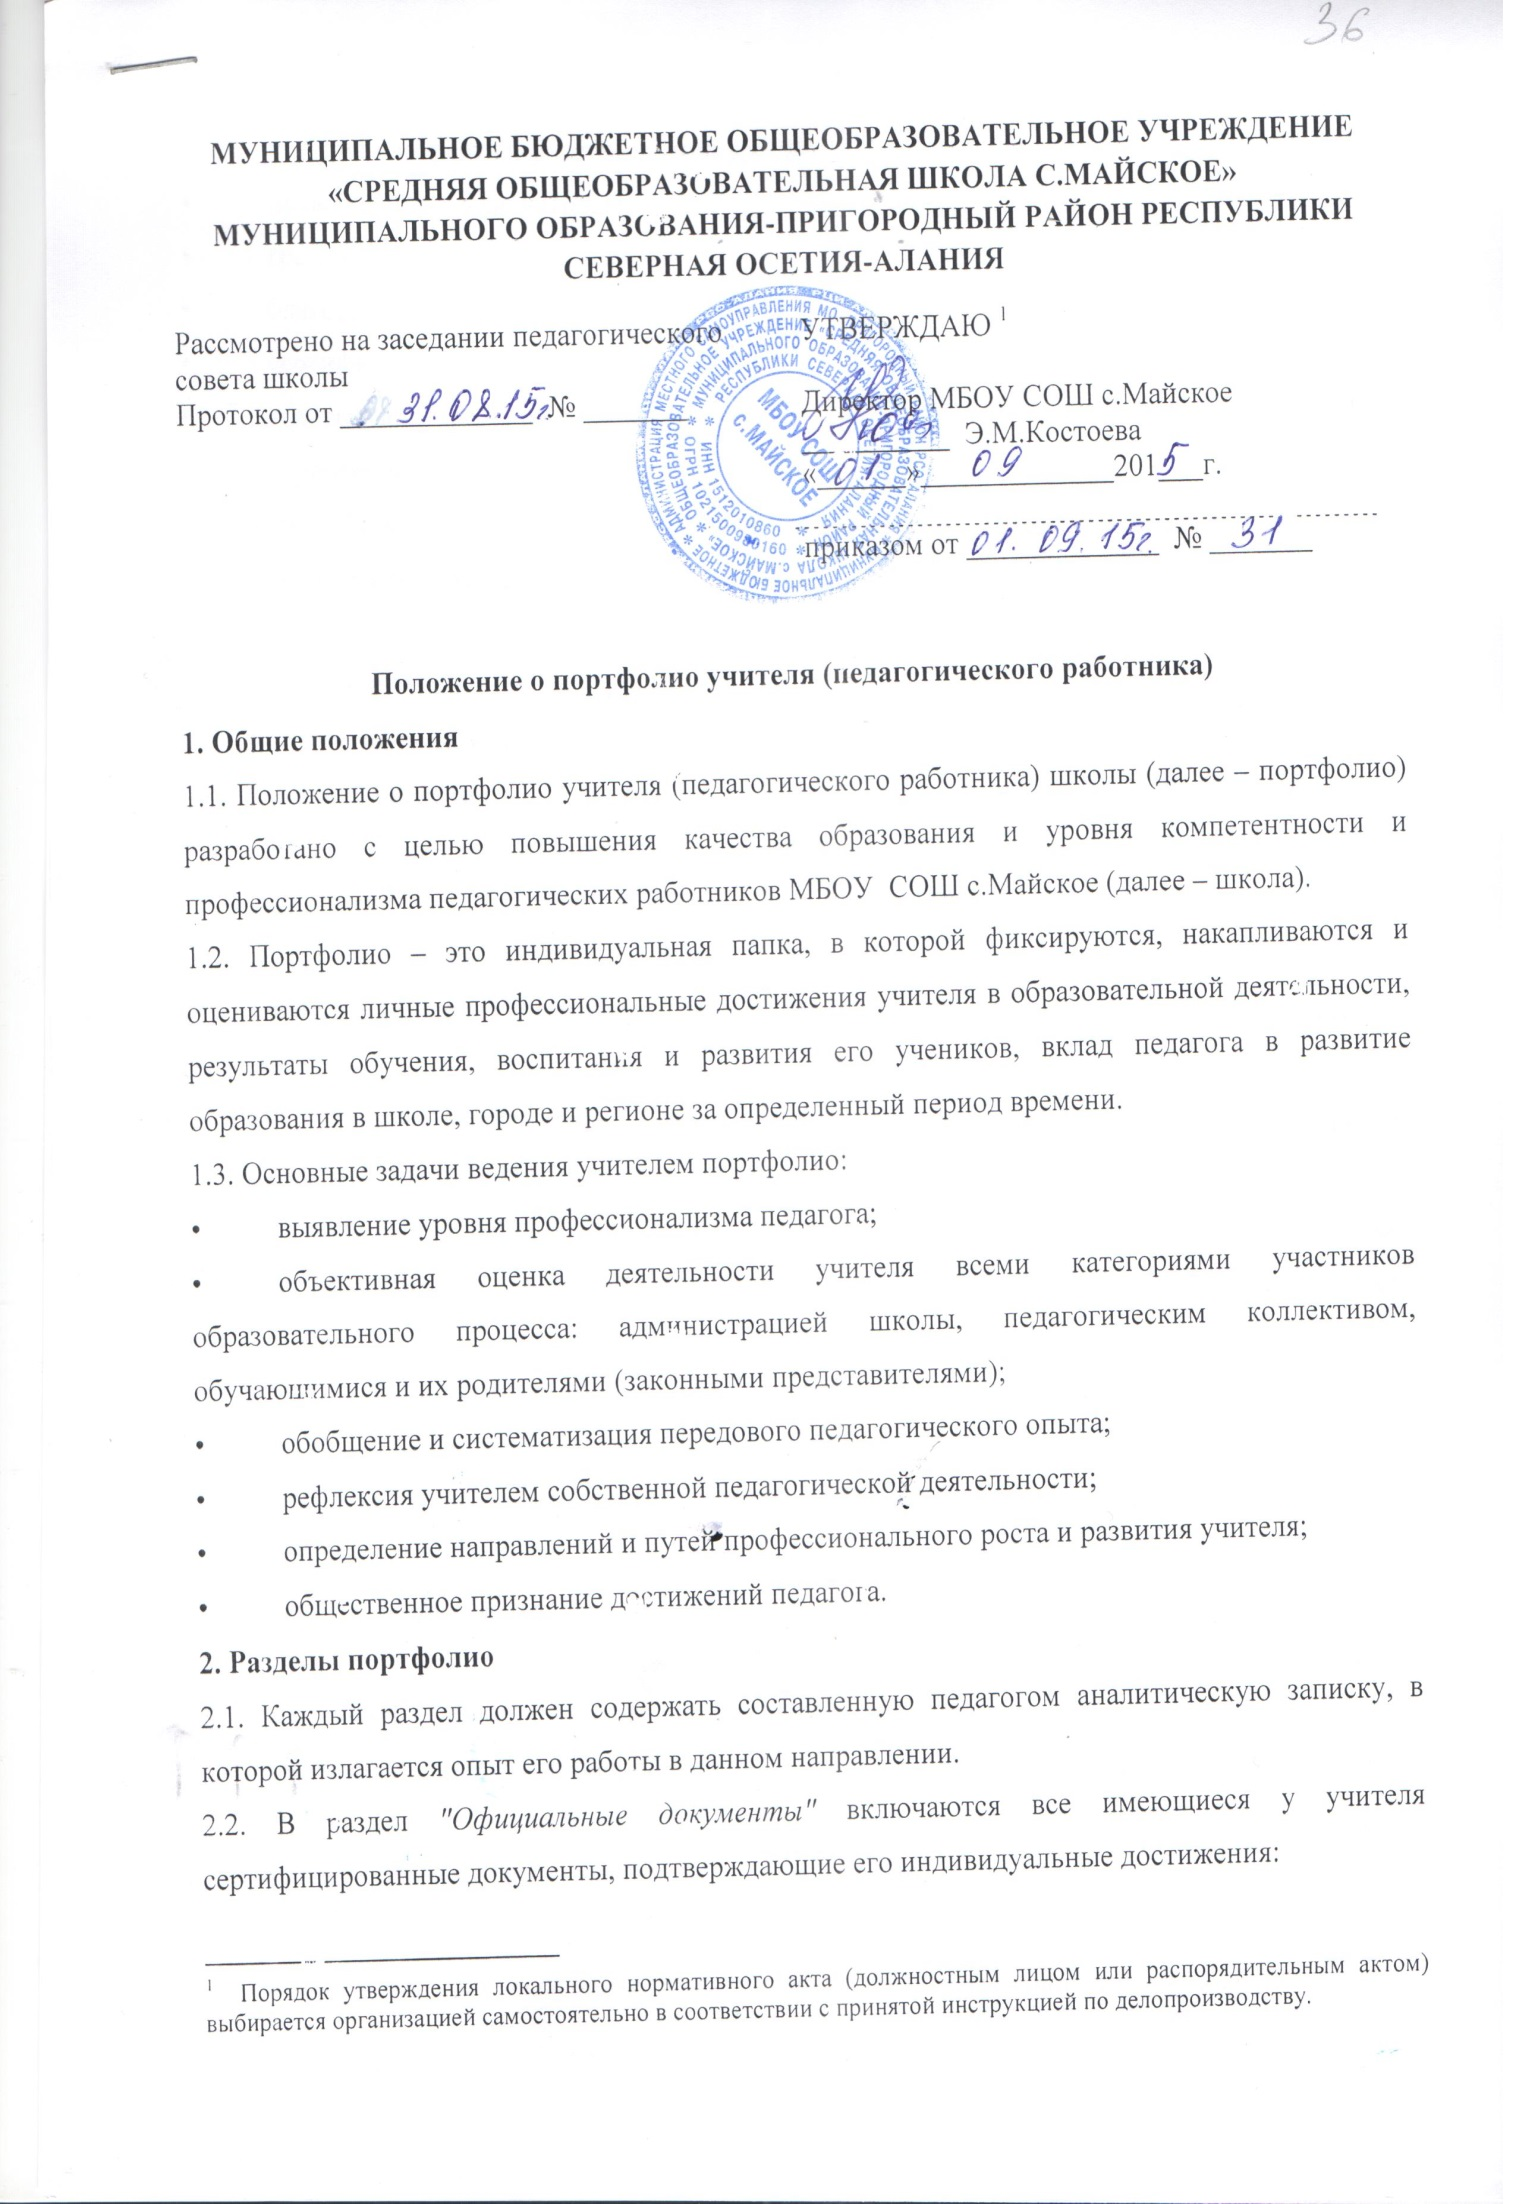 36
МУНИЦИПАЛЬНОЕ БЮДЖЕТНОЕ ОБЩЕОБРАЗОВАТЕЛЬНОЕ УЧРЕЖДЕНИЕ
«СРЕДНЯЯ ОБЩЕОБРАЗОВАТЕЛЬНАЯ ШКОЛА С.МАЙСКОЕ»
МУНИЦИПАЛЬНОГО ОБРАЗОВАНИЯ-ПРИГОРОДНЫЙ РАЙОН РЕСПУБЛИКИ
СЕВЕРНАЯ ОСЕТИЯ-АЛАНИЯ
Рассмотрено на заседании педагогического
совета школы
Протокол от 31.08.15г. № ________
УТВЕРЖДАЮ 1
Директор МБОУ СОШ с.Майское
Э.М.Костоева
«01» 09 2015 г.
приказом от 01.09.15г. № 31
МБОУ СОШ
с.МАЙСКОЕ
ИНН 1512010860
Положение о портфолио учителя (педагогического работника)
1. Общие положения
1.1. Положение о портфолио учителя (педагогического работника) школы (далее – портфолио)
разработано с целью повышения качества образования и уровня компетентности и
профессионализма педагогических работников МБОУ СОШ с.Майское (далее – школа).
1.2. Портфолио – это индивидуальная папка, в которой фиксируются, накапливаются и
оцениваются личные профессиональные достижения учителя в образовательной деятельности,
результаты обучения, воспитания и развития его учеников, вклад педагога в развитие
образования в школе, городе и регионе за определенный период времени.
1.3. Основные задачи ведения учителем портфолио:
• выявление уровня профессионализма педагога;
• объективная оценка деятельности учителя всеми категориями участников
образовательного процесса: администрацией школы, педагогическим коллективом,
обучающимися и их родителями (законными представителями);
• обобщение и систематизация передового педагогического опыта;
• рефлексия учителем собственной педагогической деятельности;
• определение направлений и путей профессионального роста и развития учителя;
• общественное признание достижений педагога.
2. Разделы портфолио
2.1. Каждый раздел должен содержать составленную педагогом аналитическую записку, в
которой излагается опыт его работы в данном направлении.
2.2. В раздел "Официальные документы" включаются все имеющиеся у учителя
сертифицированные документы, подтверждающие его индивидуальные достижения:
1 Порядок утверждения локального нормативного акта (должностным лицом или распорядительным актом)
выбирается организацией самостоятельно в соответствии с принятой инструкцией по делопроизводству.